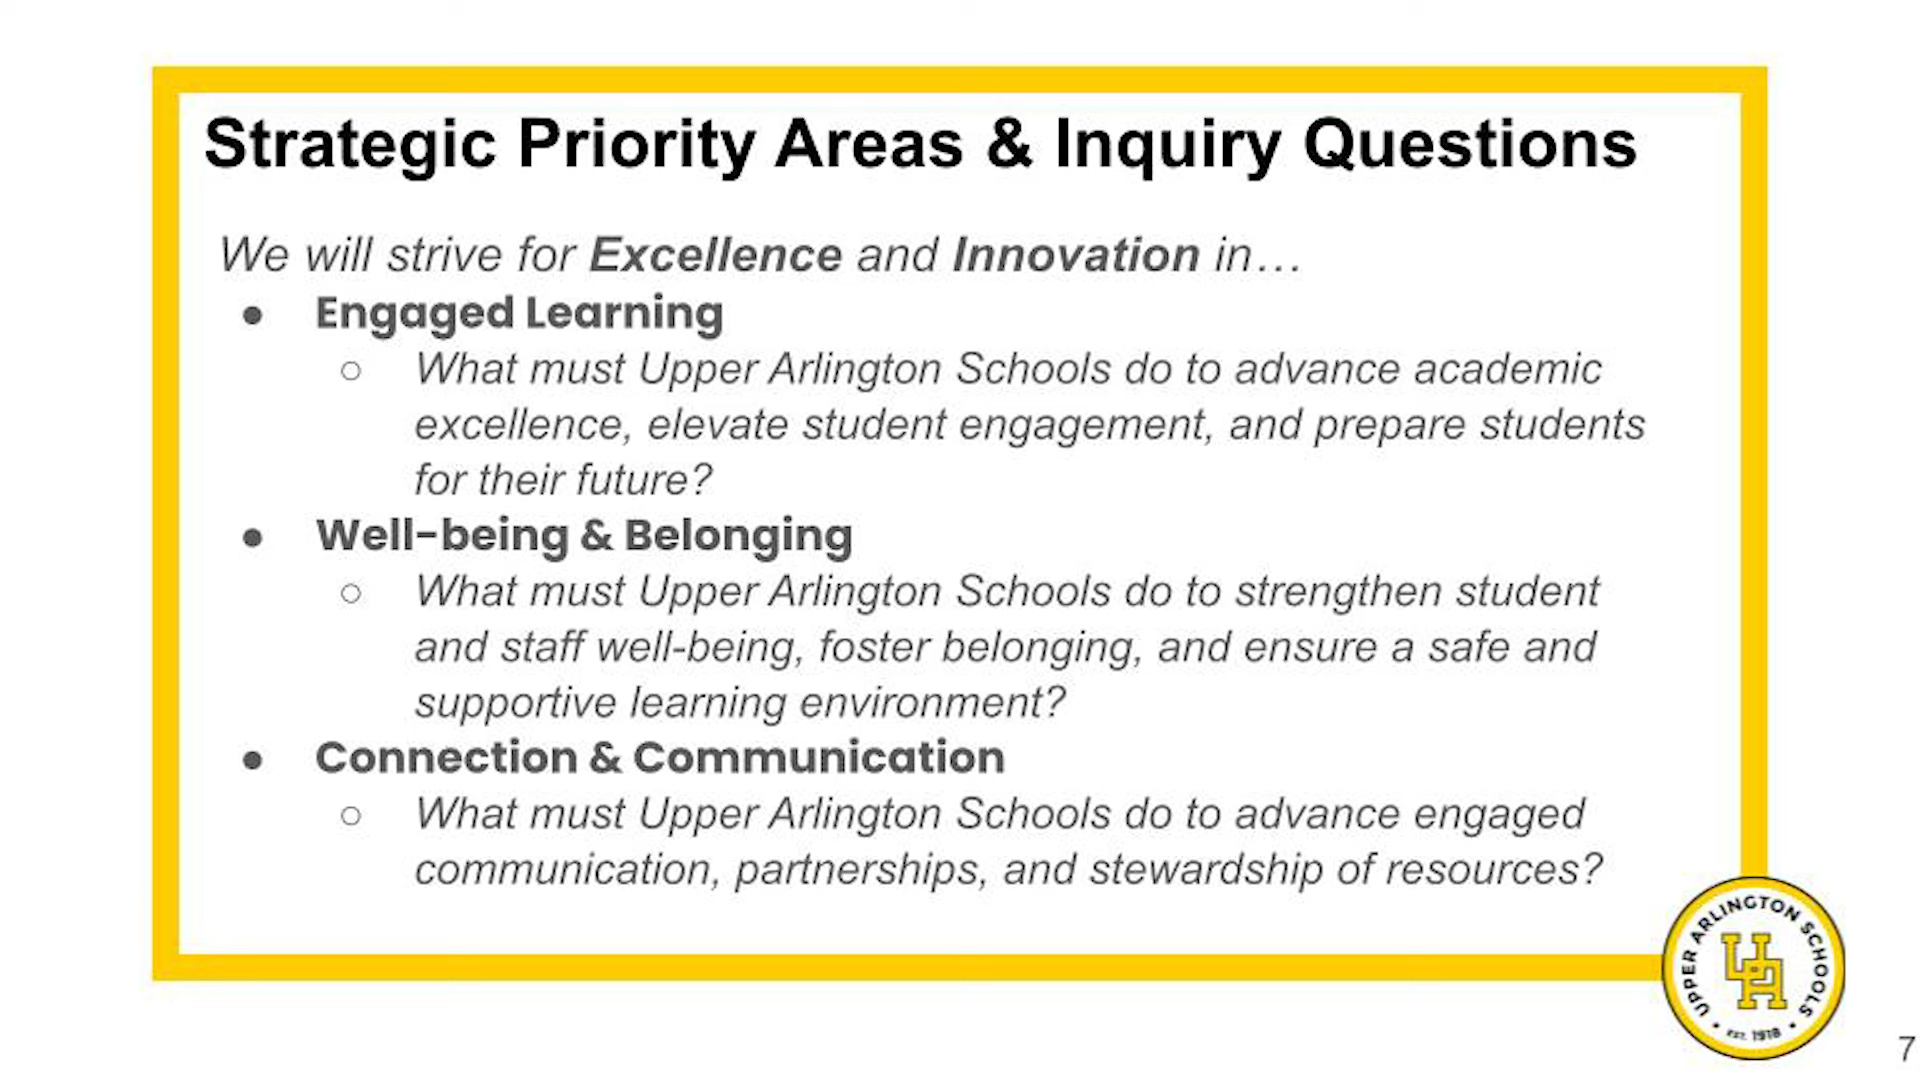 Strategic Priority Areas & Inquiry Questions
We will strive for Excellence and Innovation in…
● Engaged Learning
○ What must Upper Arlington Schools do to advance academic
excellence, elevate student engagement, and prepare students
for their future?
● Well-being & Belonging
○ What must Upper Arlington Schools do to strengthen student
and staff well-being, foster belonging, and ensure a safe and
supportive learning environment?
● Connection & Communication
○ What must Upper Arlington Schools do to advance engaged
communication, partnerships, and stewardship of resources?
UPPER ARLINGTON SCHOOLS
UA
• EST. 1918 •
7